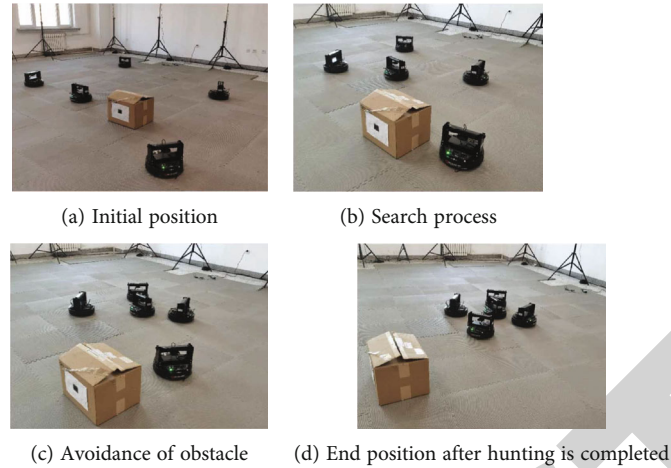 (a) Initial position
(b) Search process
(c) Avoidance of obstacle
(d) End position after hunting is completed